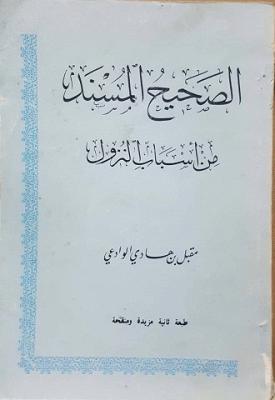 الصحيح المسند
من أسباب النزول
مقبل بن هادي الوادعي
طبعة ثانية مزيدة ومنقحة